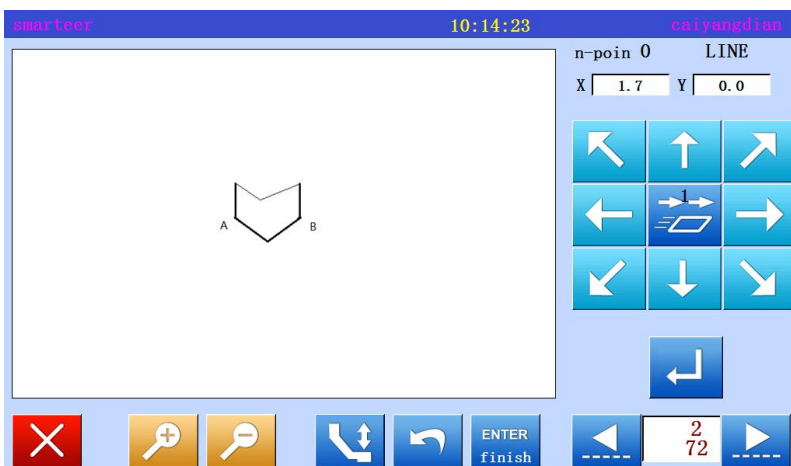 smarteer 10:14:23 caiyangdian
n-poin 0 LINE
X 1.7 Y 0.0
1
A B
ENTER
finish
2
72